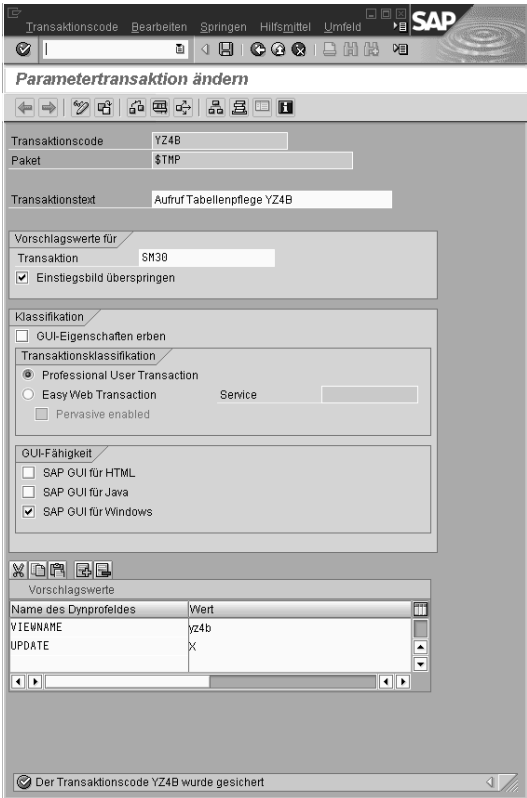 Transaktionscode Bearbeiten Springen Hilfsmittel Umfeld
SAP
Parametertransaktion ändern
Transaktionscode YZ4B
Paket $TMP
Transaktionstext Aufruf Tabellenpflege YZ4B
Vorschlagswerte für
Transaktion SM30
Einstiegsbild überspringen
Klassifikation
GUI-Eigenschaften erben
Transaktionsklassifikation
Professional User Transaction
Easy Web Transaction Service
Pervasive enabled
GUI-Fähigkeit
SAP GUI für HTML
SAP GUI für Java
SAP GUI für Windows
Vorschlagswerte
Name des Dynprofeldes Wert
VIEWNAME yz4b
UPDATE X
Der Transaktionscode YZ4B wurde gesichert